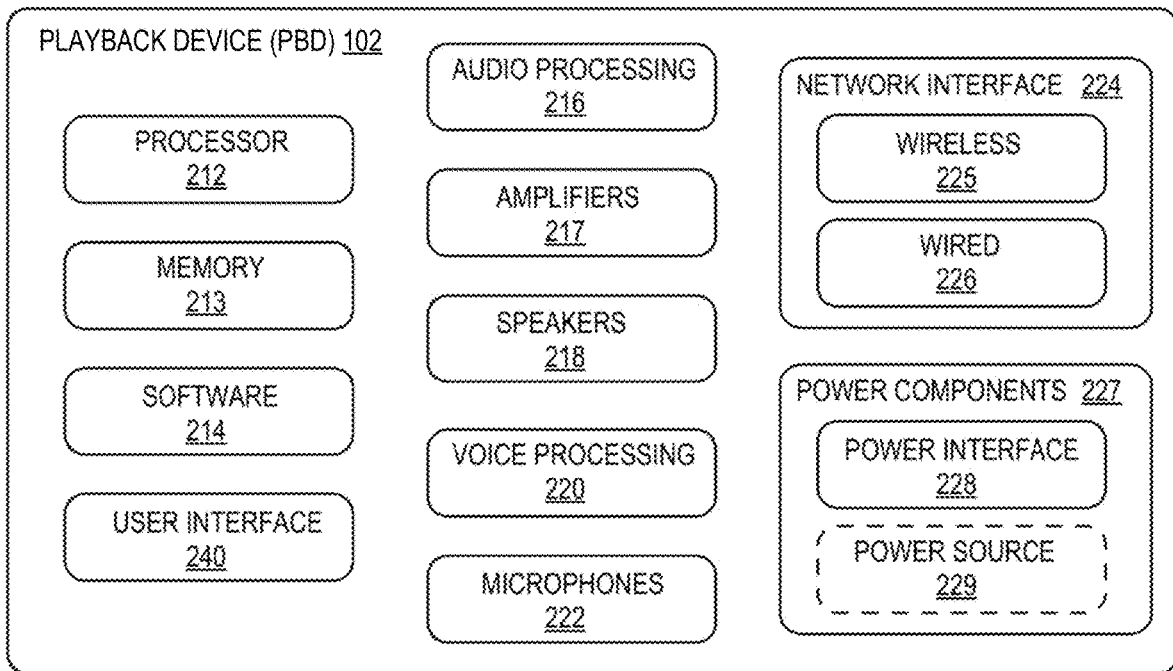 PLAYBACK DEVICE (PBD) 102
PROCESSOR
212
MEMORY
213
SOFTWARE
214
USER INTERFACE
240
AUDIO PROCESSING
216
AMPLIFIERS
217
SPEAKERS
218
VOICE PROCESSING
220
MICROPHONES
222
NETWORK INTERFACE 224
WIRELESS
225
WIRED
226
POWER COMPONENTS 227
POWER INTERFACE
228
POWER SOURCE
229